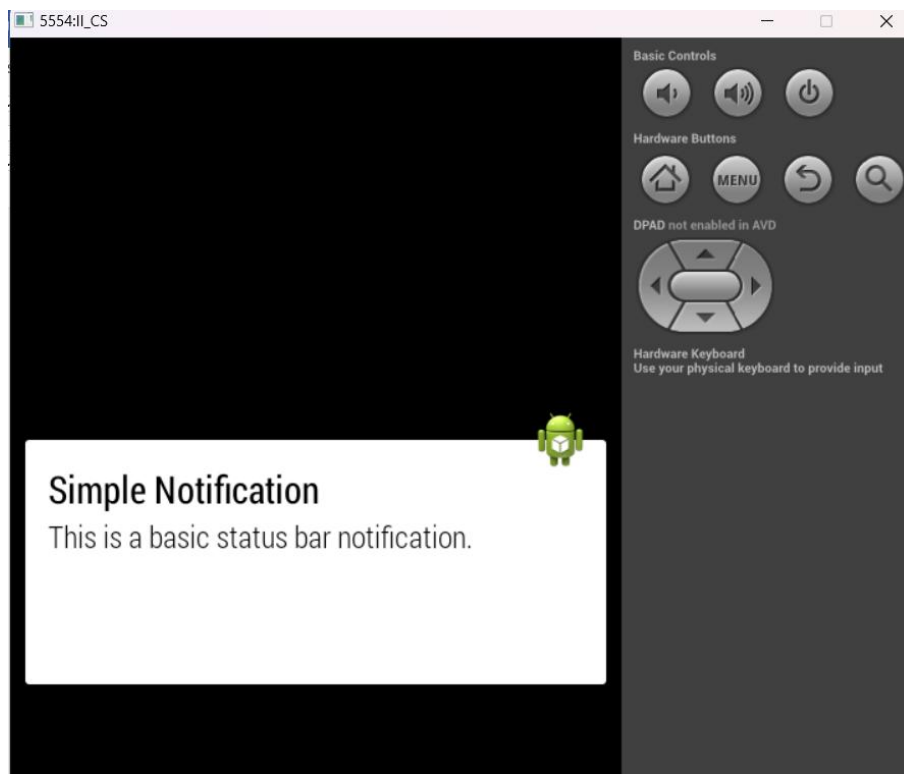 5554:II_CS
Basic Controls
Hardware Buttons
MENU
DPAD not enabled in AVD
Hardware Keyboard
Use your physical keyboard to provide input
Simple Notification
This is a basic status bar notification.